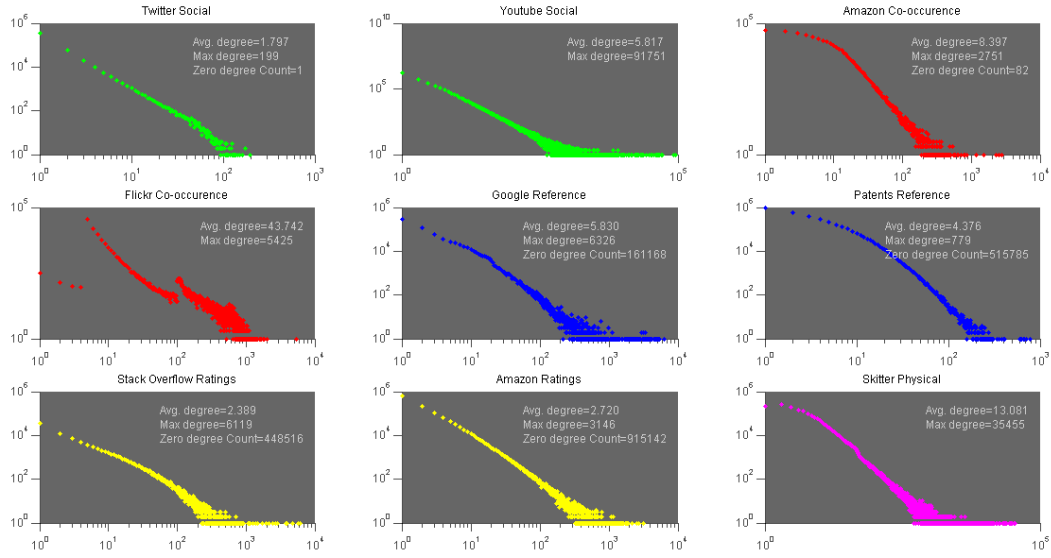 Twitter Social
Avg. degree=1.797
Max degree=199
Zero degree Count=1
10^6
10^4
10^2
10^0
10^0
10^1
10^2
10^3
Youtube Social
Avg. degree=5.817
Max degree=91751
10^10
10^5
10^0
10^0
10^5
Amazon Co-occurence
Avg. degree=8.397
Max degree=2751
Zero degree Count=82
10^5
10^0
10^0
10^1
10^2
10^3
10^4
Flickr Co-occurence
Avg. degree=43.742
Max degree=5425
10^5
10^0
10^0
10^1
10^2
10^3
10^4
Google Reference
Avg. degree=5.830
Max degree=6326
Zero degree Count=161168
10^6
10^4
10^2
10^0
10^0
10^1
10^2
10^3
10^4
Patents Reference
Avg. degree=4.376
Max degree=779
Zero degree Count=515785
10^6
10^4
10^2
10^0
10^0
10^1
10^2
10^3
Stack Overflow Ratings
Avg. degree=2.389
Max degree=6119
Zero degree Count=448516
10^6
10^4
10^2
10^0
10^0
10^1
10^2
10^3
10^4
Amazon Ratings
Avg. degree=2.720
Max degree=3146
Zero degree Count=915142
10^6
10^4
10^2
10^0
10^0
10^1
10^2
10^3
10^4
Skitter Physical
Avg. degree=13.081
Max degree=35455
10^6
10^4
10^2
10^0
10^0
10^5